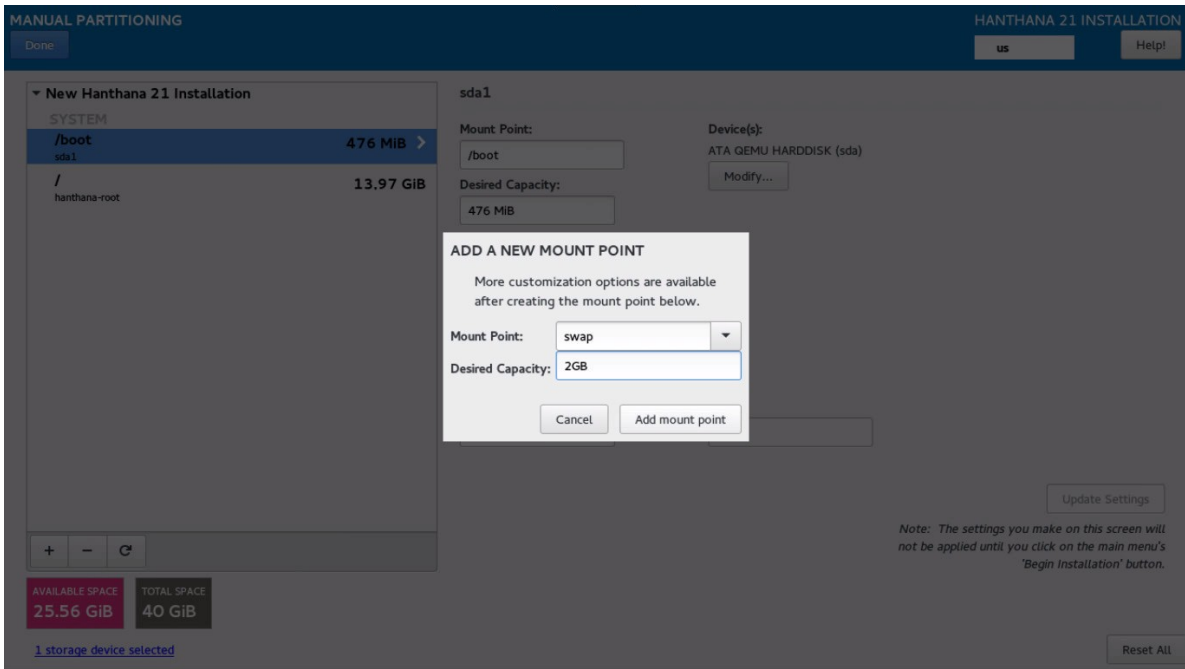 MANUAL PARTITIONING
Done
HANTHANA 21 INSTALLATION
us
Help!
New Hanthana 21 Installation
SYSTEM
/boot
476 MiB
sda1
/
13.97 GiB
hanthana-root
sda1
Mount Point:
/boot
Desired Capacity:
476 MiB
Device(s):
ATA QEMU HARDDISK (sda)
Modify...
ADD A NEW MOUNT POINT
More customization options are available
after creating the mount point below.
Mount Point:
swap
Desired Capacity:
2GB
Cancel
Add mount point
Update Settings
Note: The settings you make on this screen will
not be applied until you click on the main menu's
'Begin Installation' button.
AVAILABLE SPACE
25.56 GiB
TOTAL SPACE
40 GiB
1 storage device selected
Reset All